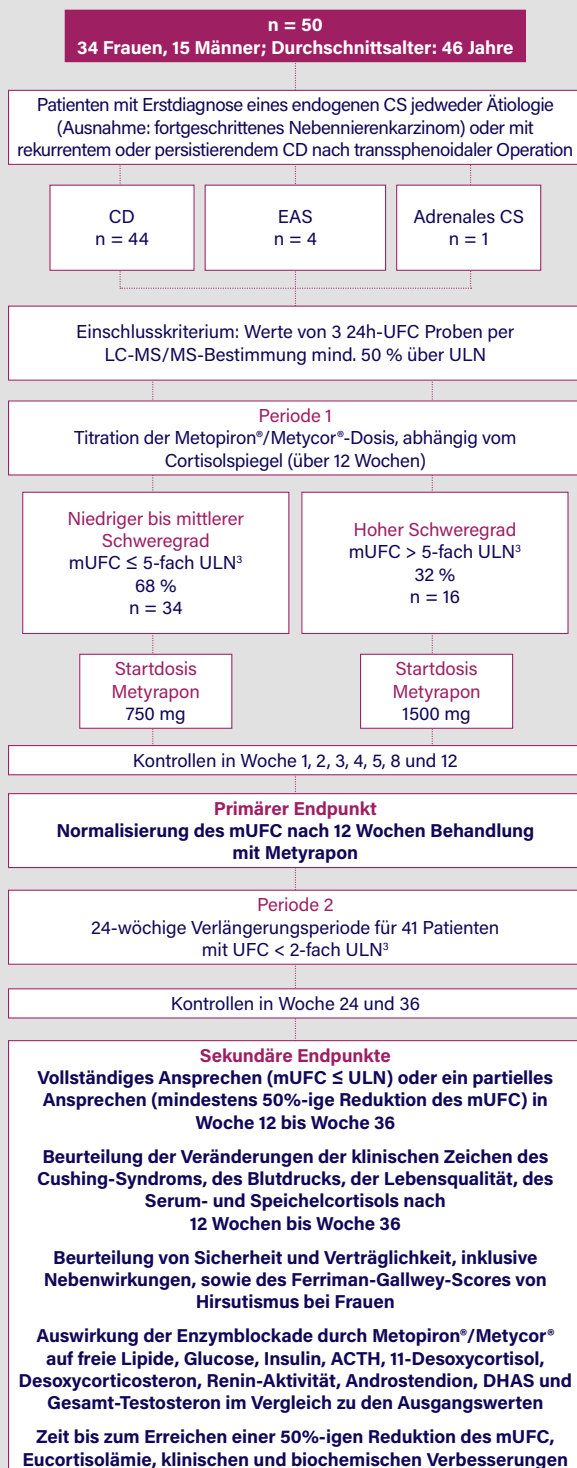 n = 50
34 Frauen, 15 Männer; Durchschnittsalter: 46 Jahre
Patienten mit Erstdiagnose eines endogenen CS jedweder Ätiologie
(Ausnahme: fortgeschrittenes Nebennierenkarzinom) oder mit
rekurrentem oder persistierendem CD nach transsphenoidaler Operation
CD
n = 44
EAS
n = 4
Adrenales CS
n = 1
Einschlusskriterium: Werte von 3 24h-UFC Proben per
LC-MS/MS-Bestimmung mind. 50 % über ULN
Periode 1
Titration der Metopiron®/Metycor®-Dosis, abhängig vom
Cortisolspiegel (über 12 Wochen)
Niedriger bis mittlerer
Schweregrad
mUFC ≤ 5-fach ULN³
68 %
n = 34
Hoher Schweregrad
mUFC > 5-fach ULN³
32 %
n = 16
Startdosis
Metyrapon
750 mg
Startdosis
Metyrapon
1500 mg
Kontrollen in Woche 1, 2, 3, 4, 5, 8 und 12
Primärer Endpunkt
Normalisierung des mUFC nach 12 Wochen Behandlung
mit Metyrapon
Periode 2
24-wöchige Verlängerungsperiode für 41 Patienten
mit UFC < 2-fach ULN³
Kontrollen in Woche 24 und 36
Sekundäre Endpunkte
Vollständiges Ansprechen (mUFC ≤ ULN) oder ein partielles
Ansprechen (mindestens 50%-ige Reduktion des mUFC) in
Woche 12 bis Woche 36
Beurteilung der Veränderungen der klinischen Zeichen des
Cushing-Syndroms, des Blutdrucks, der Lebensqualität, des
Serum- und Speichelcortisols nach
12 Wochen bis Woche 36
Beurteilung von Sicherheit und Verträglichkeit, inklusive
Nebenwirkungen, sowie des Ferriman-Gallwey-Scores von
Hirsutismus bei Frauen
Auswirkung der Enzymblockade durch Metopiron®/Metycor®
auf freie Lipide, Glucose, Insulin, ACTH, 11-Desoxycortisol,
Desoxycorticosteron, Renin-Aktivität, Androstendion, DHAS und
Gesamt-Testosteron im Vergleich zu den Ausgangswerten
Zeit bis zum Erreichen einer 50%-igen Reduktion des mUFC,
Eucortisolämie, klinischen und biochemischen Verbesserungen